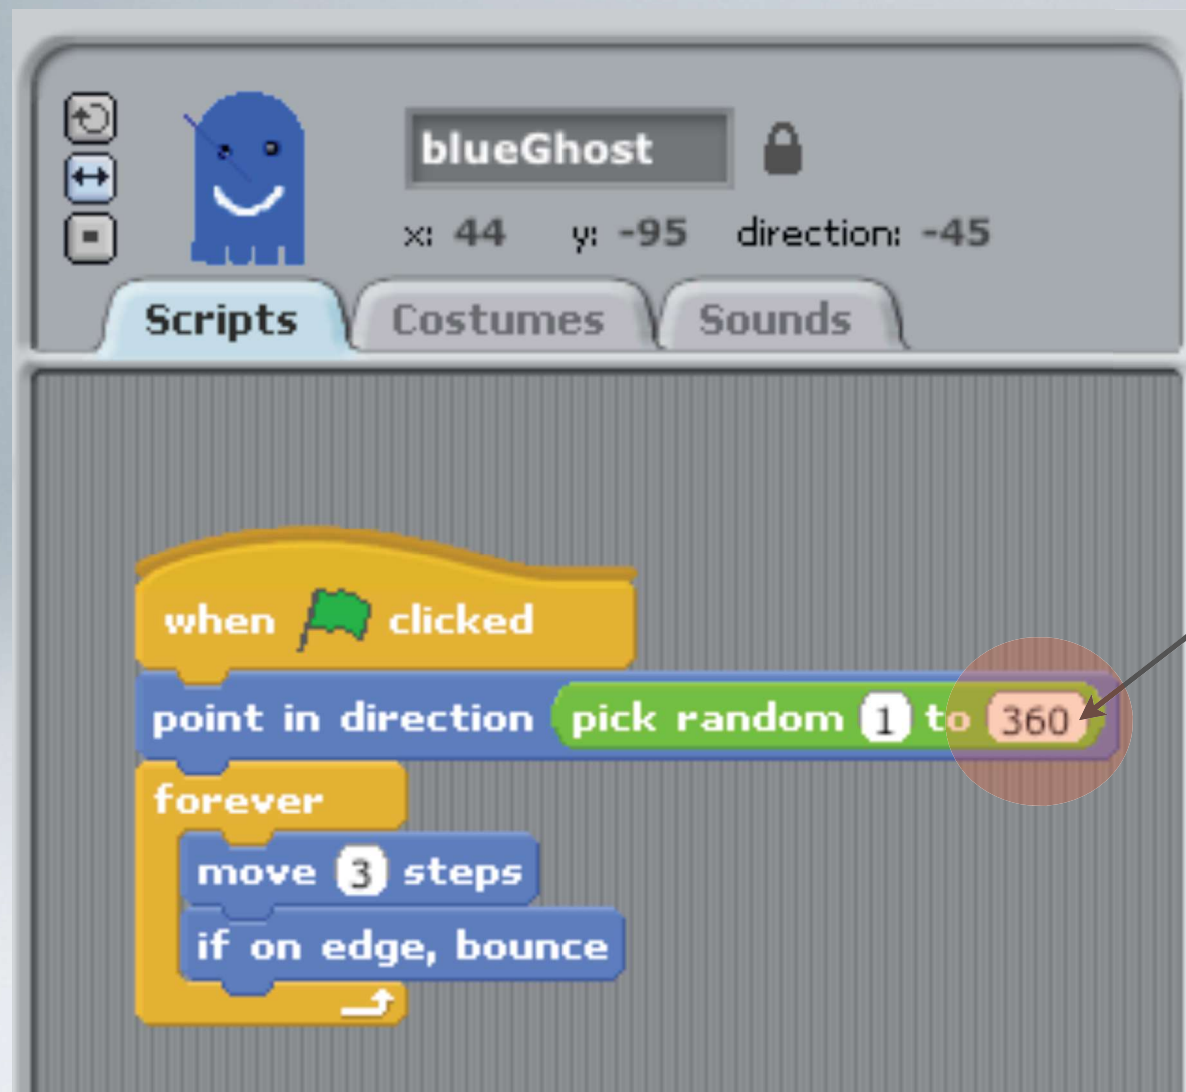 blueGhost
x: 44 y: -95 direction: -45
Scripts Costumes Sounds
when clicked
point in direction pick random 1 to 360
forever
move 3 steps
if on edge, bounce